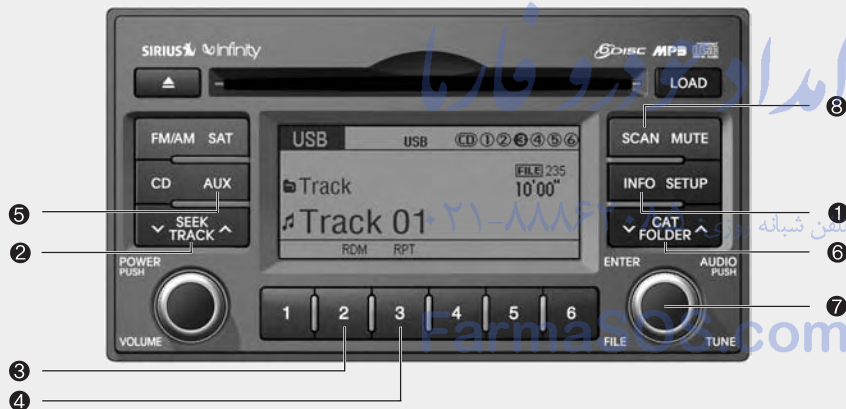 SIRIUS Infinity 6DISC MP3
LOAD
امداد خودرو فارما
FM/AM SAT
USB USB CD 1 2 3 4 5 6
SCAN MUTE
8
CD AUX
Track
FILE 235
10'00"
INFO SETUP
5
1
SEEK
TRACK
Track 01
CAT
FOLDER
2
6
RDM RPT
POWER
PUSH
ENTER
AUDIO
PUSH
1 2 3 4 5 6
7
VOLUME
FILE
TUNE
FarmaSOS.com
3
4